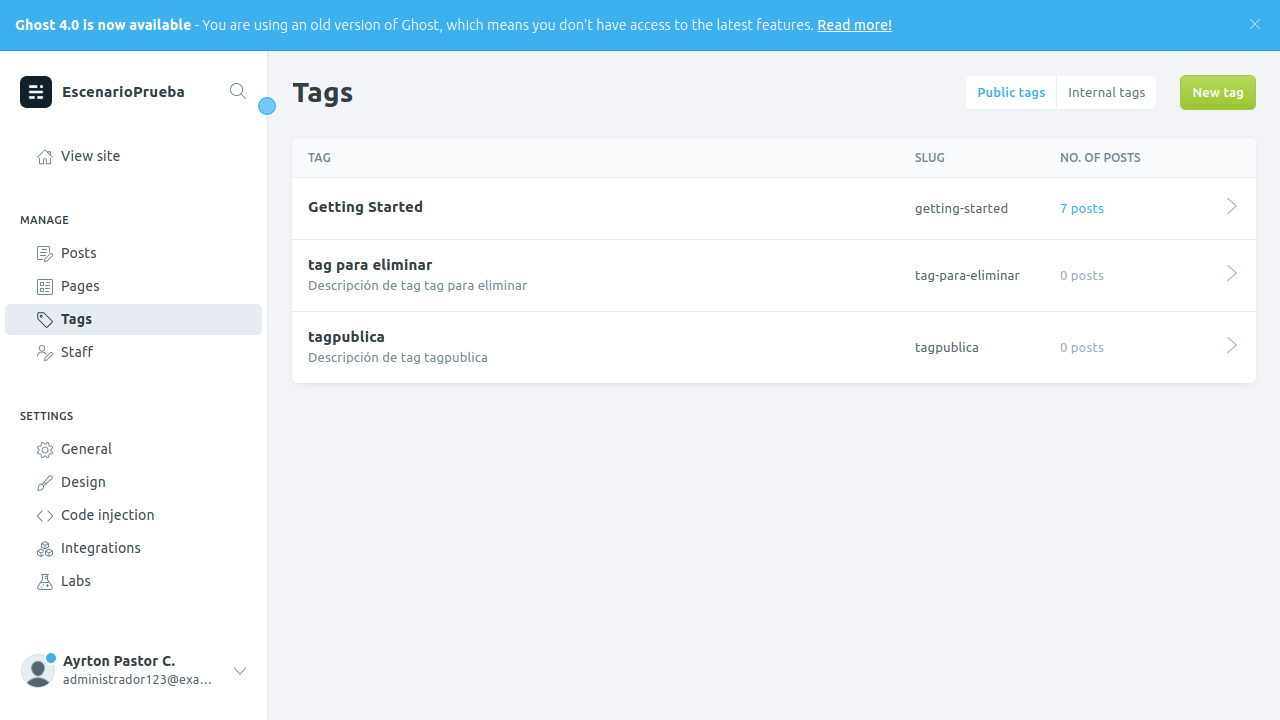 Ghost 4.0 is now available - You are using an old version of Ghost, which means you don't have access to the latest features. Read more!
EscenarioPrueba
View site
MANAGE
Posts
Pages
Tags
Staff
SETTINGS
General
Design
Code injection
Integrations
Labs
Ayrton Pastor C.
administrador123@exa...
Tags
Public tags
Internal tags
New tag
TAG SLUG NO. OF POSTS
Getting Started getting-started 7 posts
tag para eliminar tag-para-eliminar 0 posts
Descripción de tag tag para eliminar
tagpublica tagpublica 0 posts
Descripción de tag tagpublica